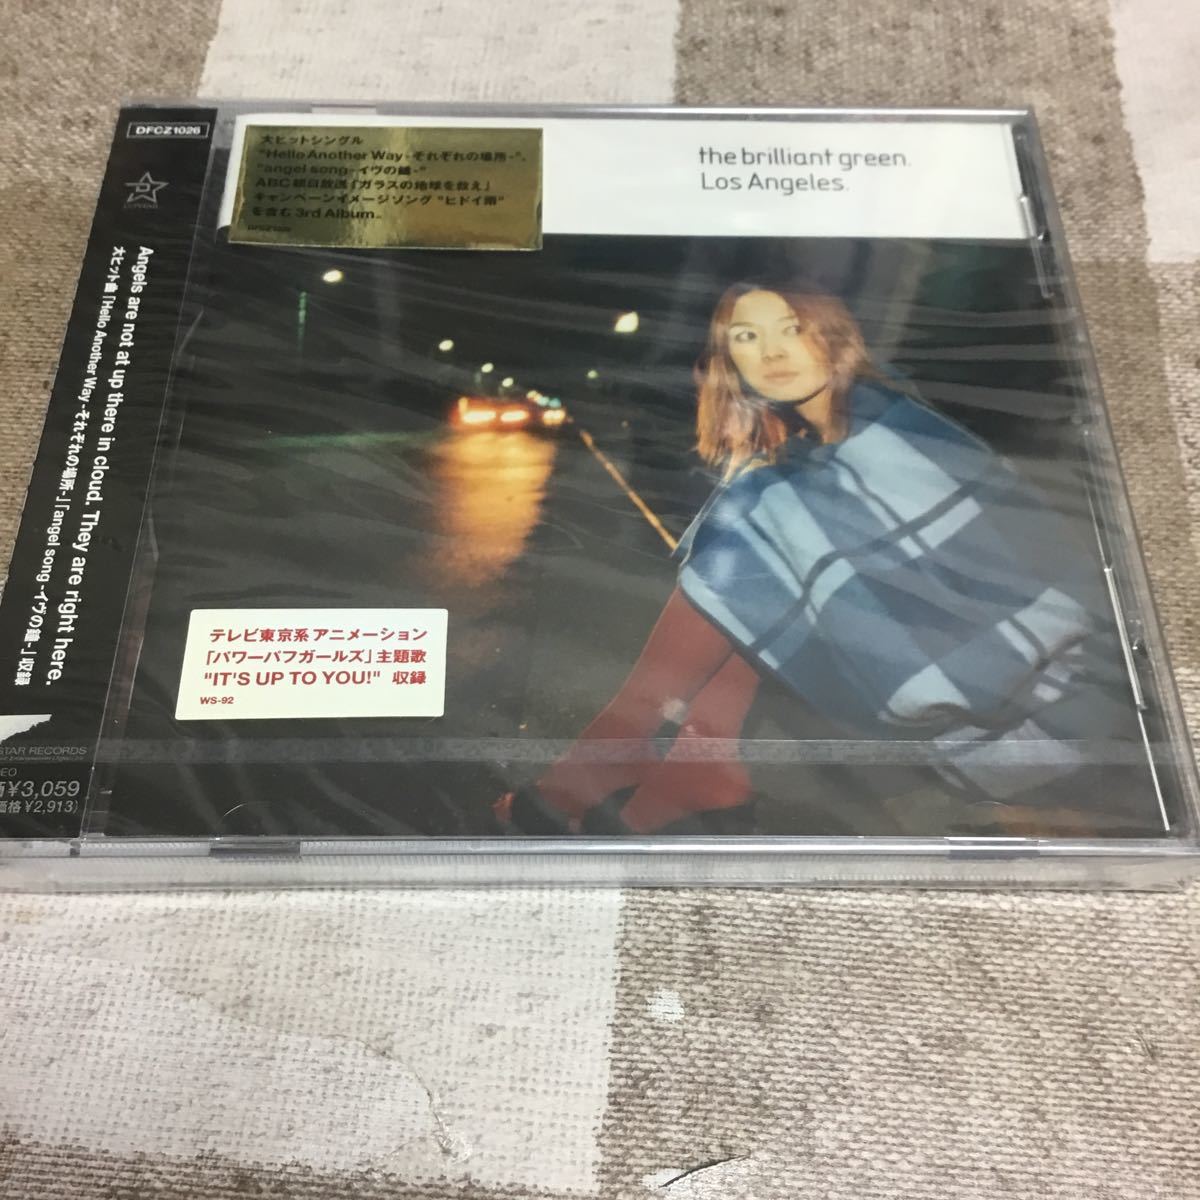 DFCZ1026
大ヒットシングル
"Hello Another Way -それぞれの場所-"、
"angel song -イヴの鐘-"
ABC朝日放送「ガラスの地球を救え」
キャンペーンイメージソング "ヒドイ雨"
を含む 3rd Album。
DFCZ1026
the brilliant green.
Los Angeles.
Angels are not at up there in cloud. They are right here.
大ヒット曲「Hello Another Way -それぞれの場所-」「angel song -イヴの鐘-」収録
テレビ東京系 アニメーション
「パワーパフガールズ」主題歌
"IT'S UP TO YOU!" 収録
WS-92
STAR RECORDS
¥3,059
価格¥2,913)